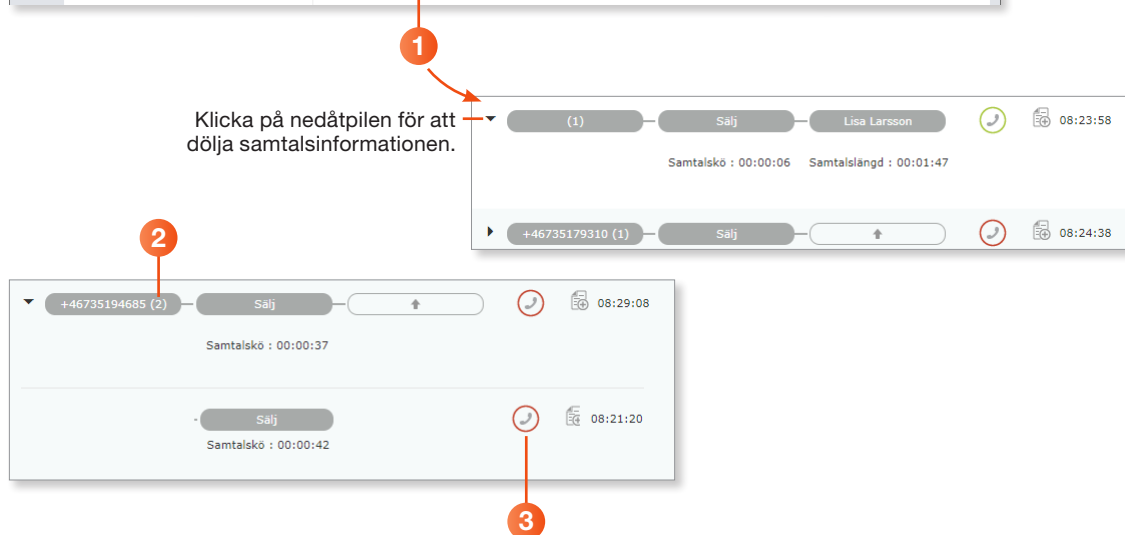 1
Klicka på nedåtpilen för att
dölja samtalsinformationen.
(1) Sälj Lisa Larsson 08:23:58
Samtalskö : 00:00:06 Samtalslängd : 00:01:47
+46735179310 (1) Sälj 08:24:38
2
+46735194685 (2) Sälj 08:29:08
Samtalskö : 00:00:37
- Sälj 08:21:20
Samtalskö : 00:00:42
3